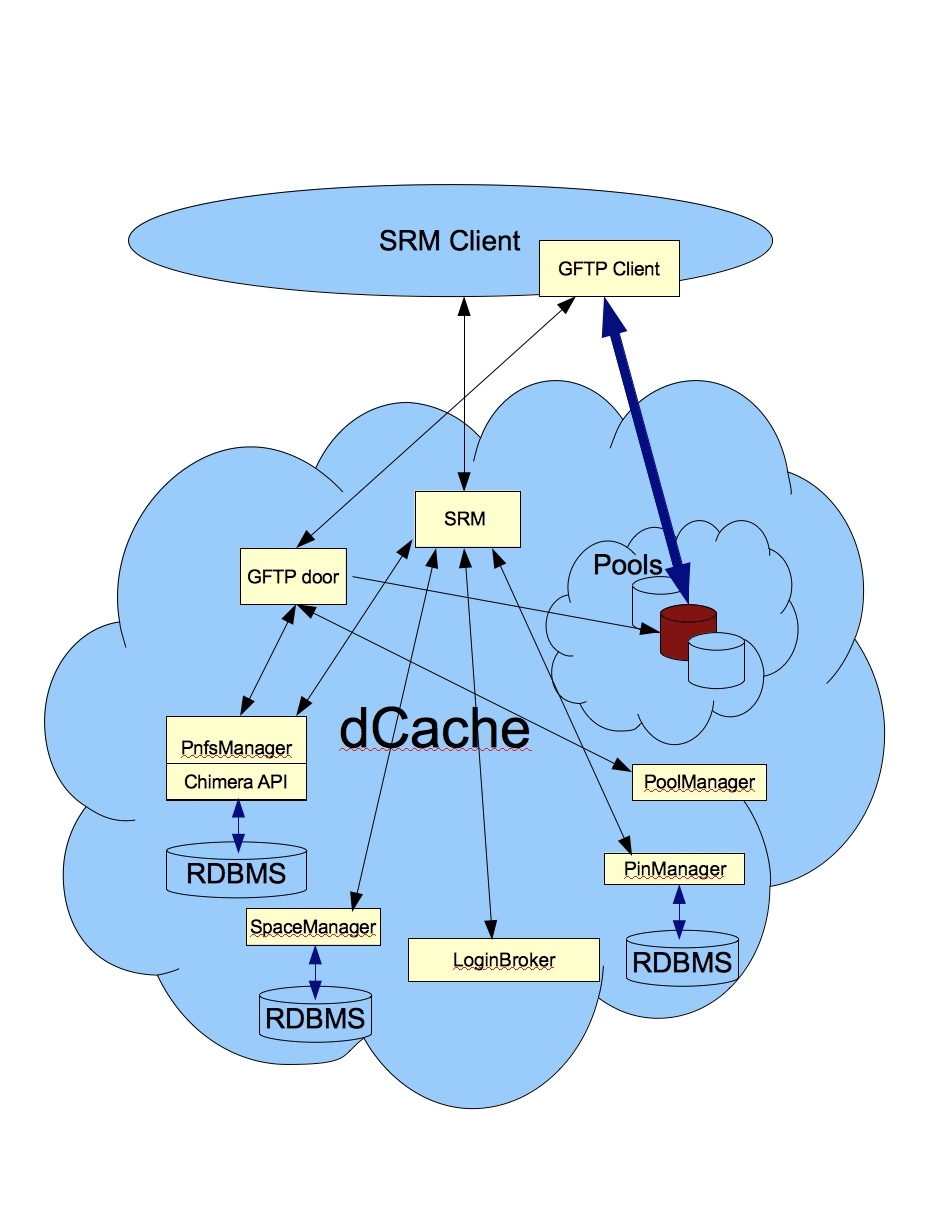 SRM Client
GFTP Client
SRM
Pools
GFTP door
dCache
PnfsManager
Chimera API
PoolManager
RDBMS
PinManager
SpaceManager
LoginBroker
RDBMS
RDBMS